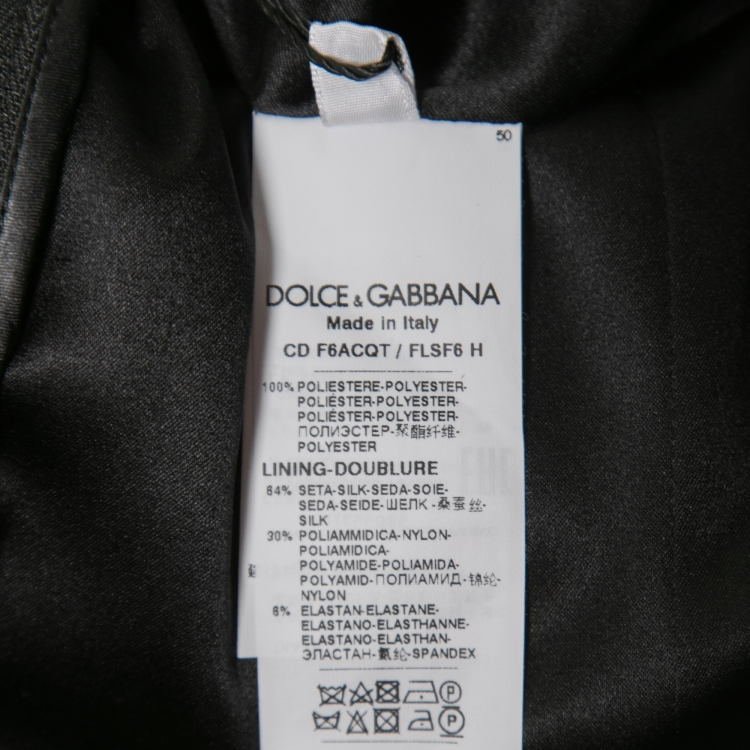 50
DOLCE & GABBANA
Made in Italy
CD F6ACQT / FLSF6 H
100% POLIESTERE-POLYESTER-
POLIÉSTER-POLYESTER-
POLIÉSTER-POLYESTER-
ПОЛИЭСТЕР-聚酯纤维-
POLYESTER
LINING-DOUBLURE
64% SETA-SILK-SEDA-SOIE-
SEDA-SEIDE-ШЕЛК-桑蚕丝-
SILK
30% POLIAMMIDICA-NYLON-
POLIAMIDICA-
POLYAMIDE-POLIAMIDA-
POLYAMID-ПОЛИАМИД-锦纶-
NYLON
6% ELASTAN-ELASTANE-
ELASTANO-ELASTHANNE-
ELASTANO-ELASTHAN-
ЭЛАСТАН-氨纶-SPANDEX
P
P